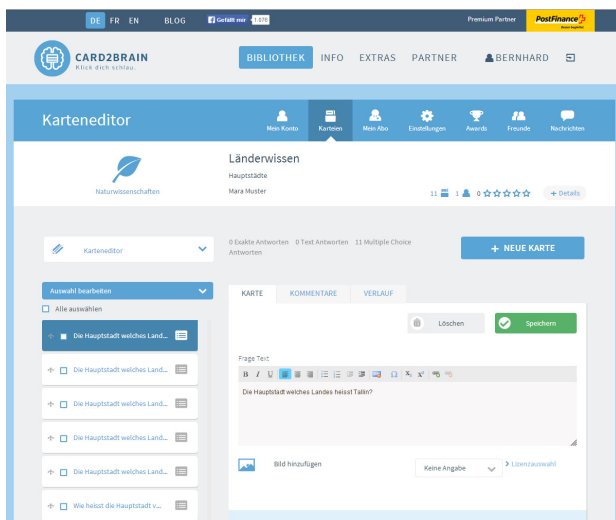 DE FR EN BLOG Gefällt mir 1.078 Premium Partner PostFinance
CARD2BRAIN
Klick dich schlau.
BIBLIOTHEK INFO EXTRAS PARTNER BERNHARD
Karteneditor
Mein Konto Karteien Mein Abo Einstellungen Awards Freunde Nachrichten
Länderwissen
Hauptstädte
Naturwissenschaften
Mara Muster
11 1 0 + Details
Karteneditor
0 Exakte Antworten 0 Text Antworten 11 Multiple Choice
Antworten
+ NEUE KARTE
Auswahl bearbeiten
Alle auswählen
KARTE KOMMENTARE VERLAUF
Löschen Speichern
Die Hauptstadt welches Land...
Die Hauptstadt welches Land...
Die Hauptstadt welches Land...
Die Hauptstadt welches Land...
Die Hauptstadt welches Land...
Wie heisst die Hauptstadt v...
Frage Text
B I U Ω X₂ X²
Die Hauptstadt welches Landes heisst Tallin?
Bild hinzufügen Keine Angabe > Lizenzauswahl